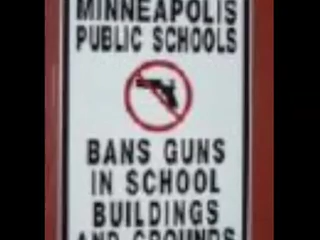 MINNEAPOLIS
PUBLIC SCHOOLS
BANS GUNS
IN SCHOOL
BUILDINGS
AND GROUNDS